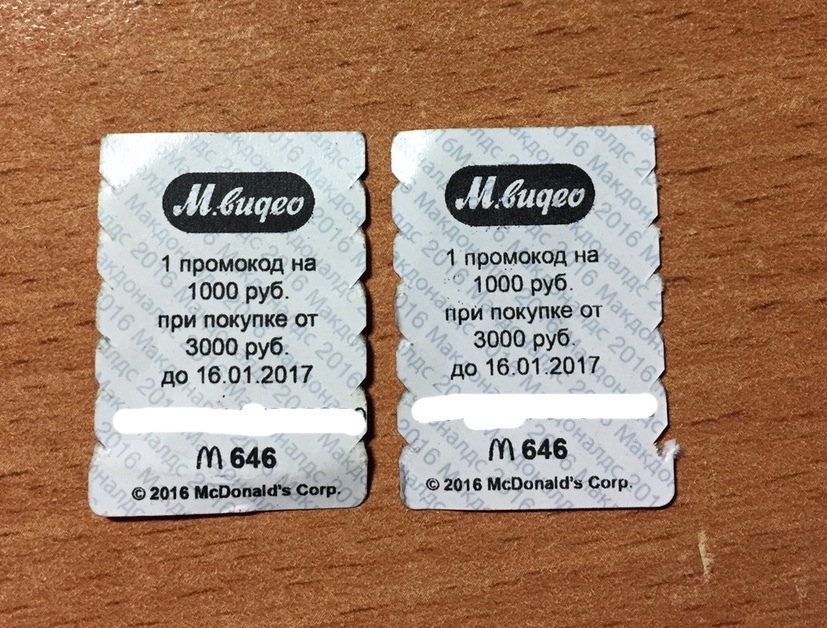 М.видео
1 промокод на
1000 руб.
при покупке от
3000 руб.
до 16.01.2017
646
© 2016 McDonald's Corp.
М.видео
1 промокод на
1000 руб.
при покупке от
3000 руб.
до 16.01.2017
646
© 2016 McDonald's Corp.